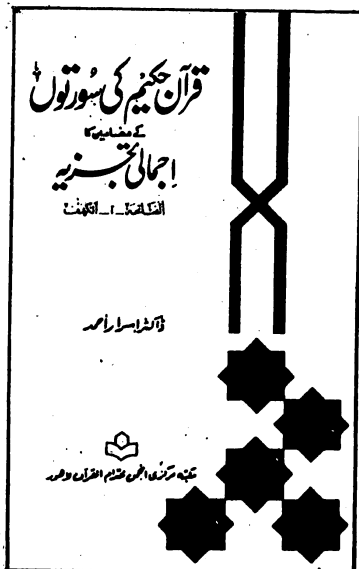 قرآن حکیم کی سورتوں
کے مضامین کا
اجمالی تجزیہ
الفاتحہ ـ تا ـ الکہف
ڈاکٹر اسرار احمد
مکتبہ مرکزی انجمن خدام القرآن لاہور